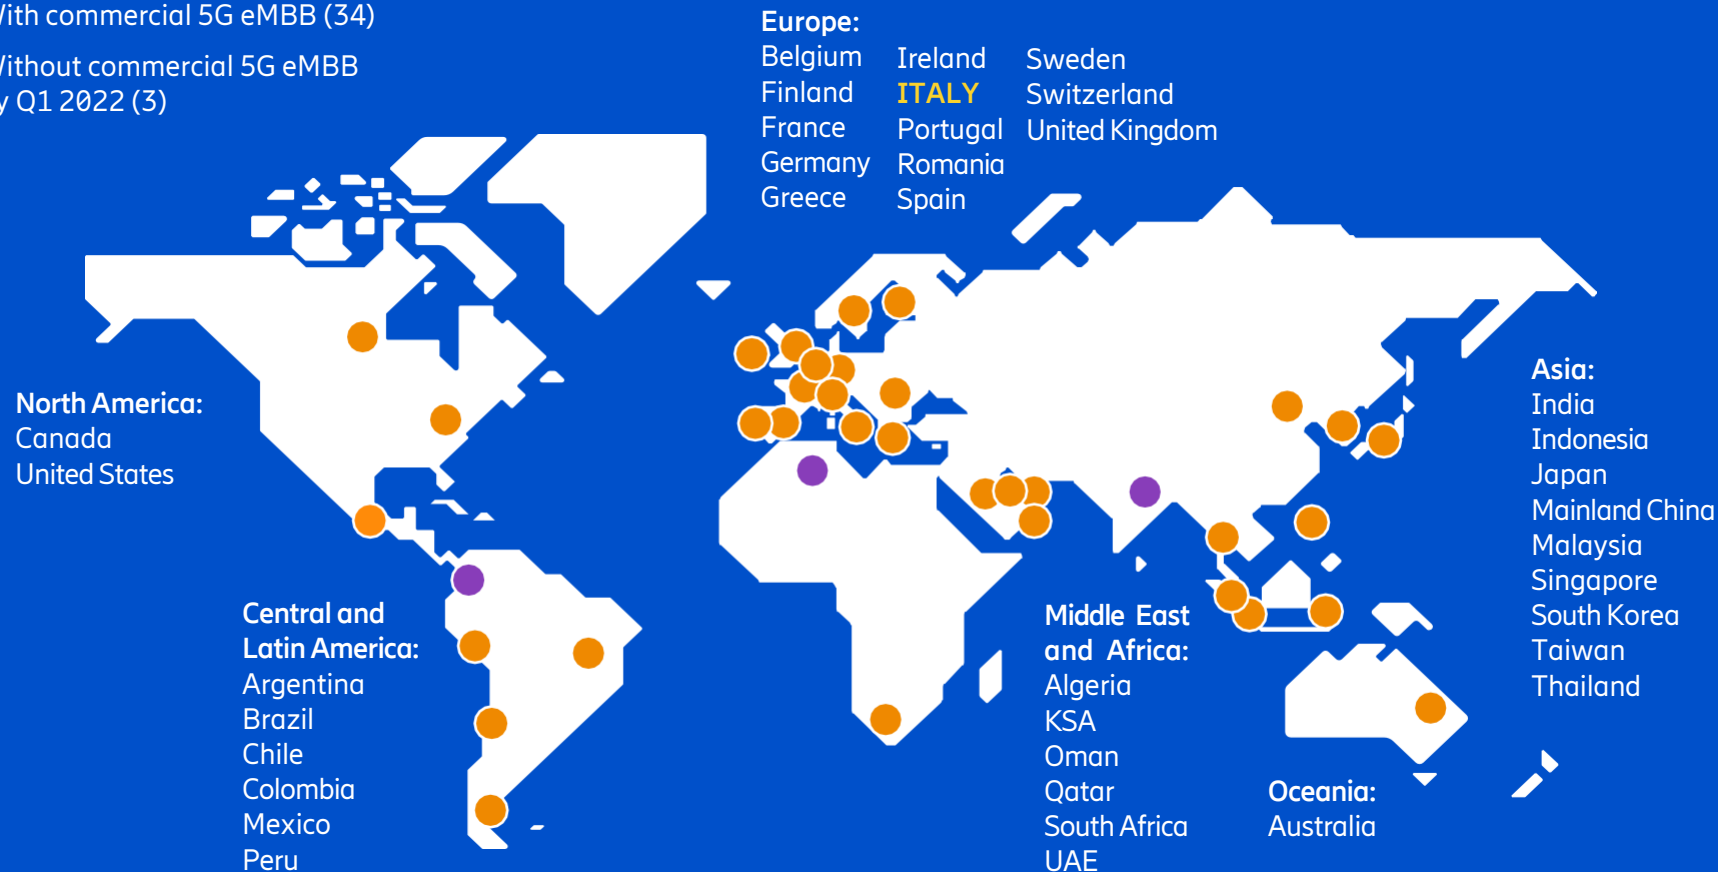 With commercial 5G eMBB (34)
Without commercial 5G eMBB
by Q1 2022 (3)
Europe:
Belgium
Finland
France
Germany
Greece
Ireland
ITALY
Portugal
Romania
Spain
Sweden
Switzerland
United Kingdom
North America:
Canada
United States
Central and
Latin America:
Argentina
Brazil
Chile
Colombia
Mexico
Peru
Middle East
and Africa:
Algeria
KSA
Oman
Qatar
South Africa
UAE
Oceania:
Australia
Asia:
India
Indonesia
Japan
Mainland China
Malaysia
Singapore
South Korea
Taiwan
Thailand